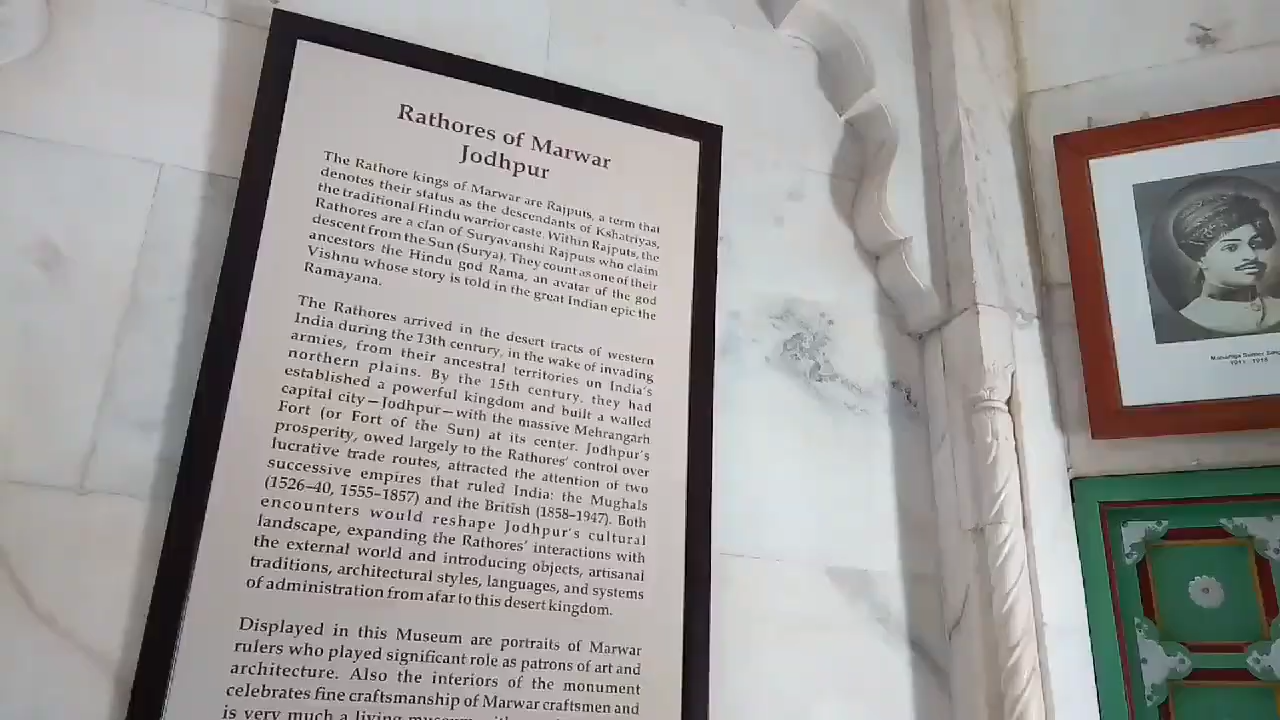 Rathores of Marwar
Jodhpur
The Rathore kings of Marwar are Rajputs, a term that
denotes their status as the descendants of Kshatriyas,
the traditional Hindu warrior caste. Within Rajputs, the
Rathores are a clan of Suryavanshi Rajputs who claim
descent from the Sun (Surya). They count as one of their
ancestors the Hindu god Rama, an avatar of the god
Vishnu whose story is told in the great Indian epic the
Ramayana.
The Rathores arrived in the desert tracts of western
India during the 13th century, in the wake of invading
armies, from their ancestral territories on India's
northern plains. By the 15th century, they had
established a powerful kingdom and built a walled
capital city—Jodhpur—with the massive Mehrangarh
Fort (or Fort of the Sun) at its center. Jodhpur's
prosperity, owed largely to the Rathores' control over
lucrative trade routes, attracted the attention of two
successive empires that ruled India: the Mughals
(1526–40, 1555–1857) and the British (1858–1947). Both
encounters would reshape Jodhpur's cultural
landscape, expanding the Rathores' interactions with
the external world and introducing objects, artisanal
traditions, architectural styles, languages, and systems
of administration from afar to this desert kingdom.
Displayed in this Museum are portraits of Marwar
rulers who played significant role as patrons of art and
architecture. Also the interiors of the monument
celebrates fine craftsmanship of Marwar craftsmen and
is very much a living